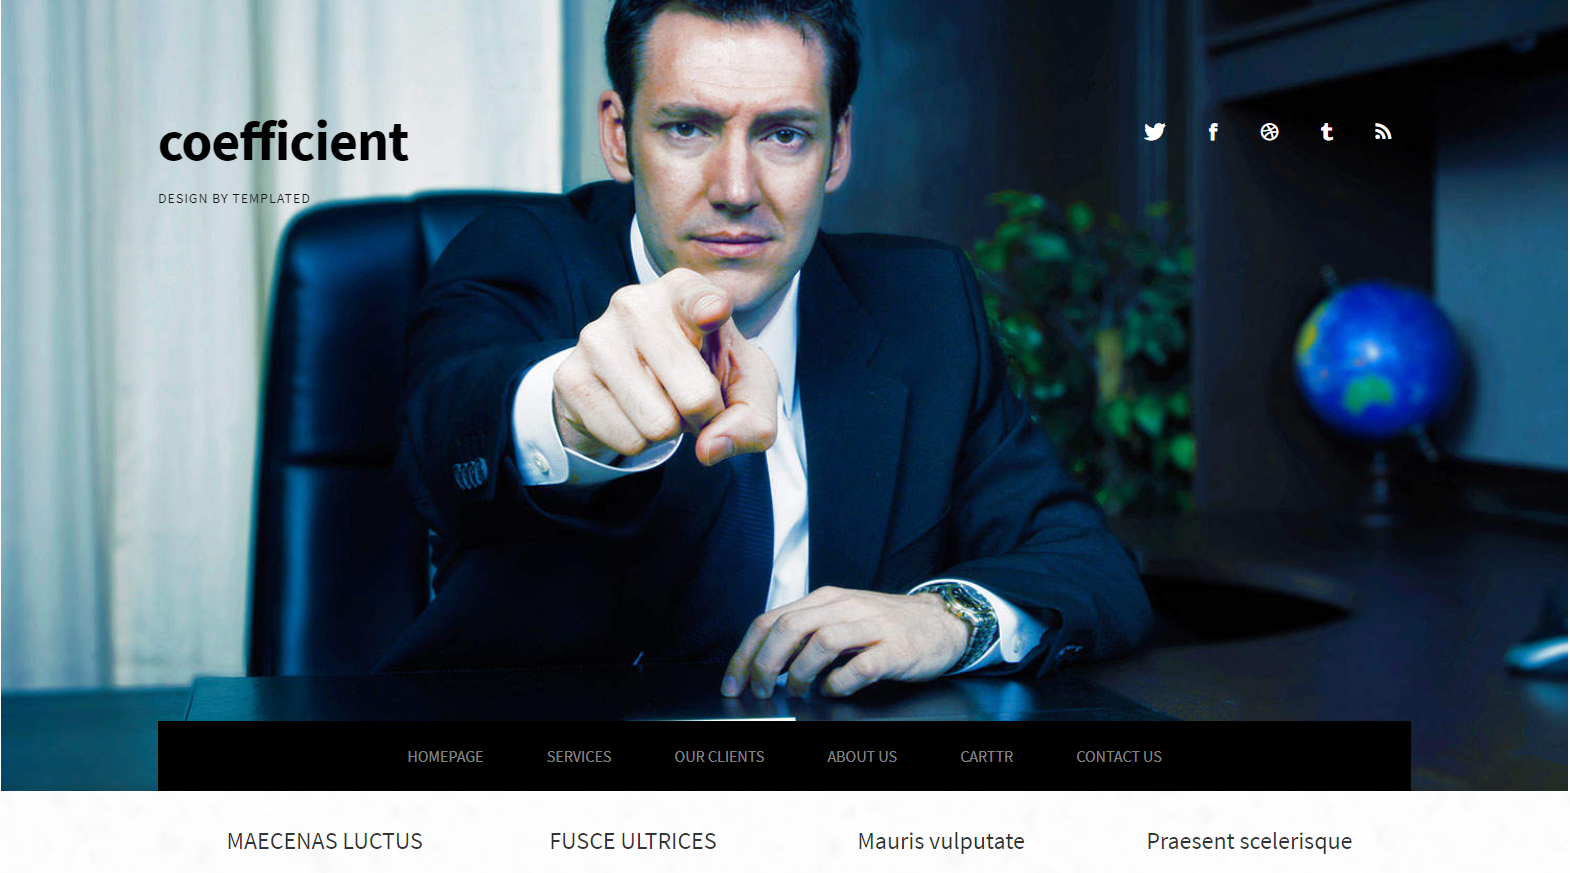 coefficient
DESIGN BY TEMPLATED
HOMEPAGE SERVICES OUR CLIENTS ABOUT US CARTTR CONTACT US
MAECENAS LUCTUS FUSCE ULTRICES Mauris vulputate Praesent scelerisque